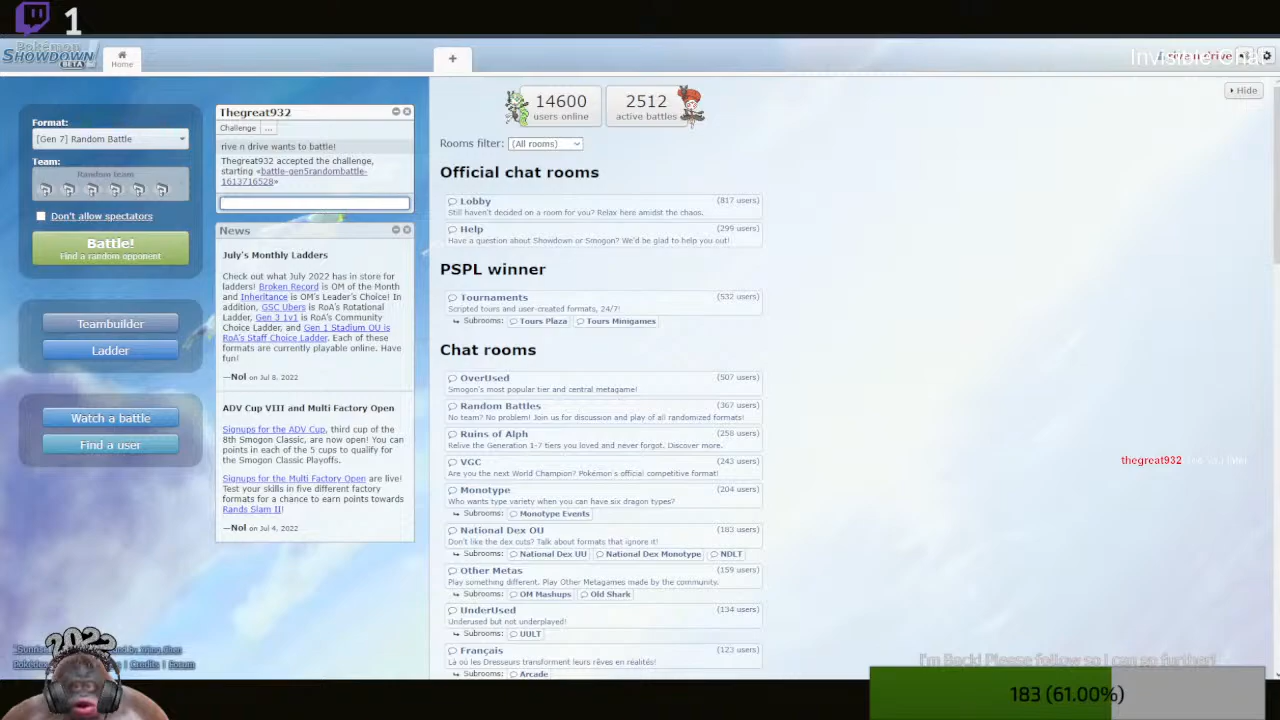 1
Pokémon
SHOWDOWN
BETA
Home
+
Invisible Cha
Hide
Format:
[Gen 7] Random Battle
Team:
Random team
Don't allow spectators
Battle!
Find a random opponent
Teambuilder
Ladder
Watch a battle
Find a user
Thegreat932
Challenge
...
rive n drive wants to battle!
Thegreat932 accepted the challenge,
starting «battle-gen5randombattle-
1613716528»
News
July's Monthly Ladders
Check out what July 2022 has in store for
ladders! Broken Record is OM of the Month
and Inheritance is OM's Leader's Choice! In
addition, GSC Ubers is RoA's Rotational
Ladder, Gen 3 1v1 is RoA's Community
Choice Ladder, and Gen 1 Stadium OU is
RoA's Staff Choice Ladder. Each of these
formats are currently playable online. Have
fun!
—Nol on Jul 8, 2022
ADV Cup VIII and Multi Factory Open
Signups for the ADV Cup, third cup of the
8th Smogon Classic, are now open! You can
points in each of the 5 cups to qualify for
the Smogon Classic Playoffs.
Signups for the Multi Factory Open are live!
Test your skills in five different factory
formats for a chance to earn points towards
Rands Slam II!
—Nol on Jul 4, 2022
14600
users online
2512
active battles
Rooms filter: (All rooms)
Official chat rooms
Lobby (817 users)
Still haven't decided on a room for you? Relax here amidst the chaos.
Help (299 users)
Have a question about Showdown or Smogon? We'd be glad to help you out!
PSPL winner
Tournaments (532 users)
Scripted tours and user-created formats, 24/7!
Subrooms: Tours Plaza Tours Minigames
Chat rooms
OverUsed (507 users)
Smogon's most popular tier and central metagame!
Random Battles (367 users)
No team? No problem! Join us for discussion and play of all randomized formats!
Ruins of Alph (258 users)
Relive the Generation 1-7 tiers you loved and never forgot. Discover more.
VGC (243 users)
Are you the next World Champion? Pokémon's official competitive format!
Monotype (204 users)
Who wants type variety when you can have six dragon types?
Subrooms: Monotype Events
National Dex OU (183 users)
Don't like the dex cuts? Talk about formats that ignore it!
Subrooms: National Dex UU National Dex Monotype NDLT
Other Metas (159 users)
Play something different. Play Other Metagames made by the community.
Subrooms: OM Mashups Old Shark
UnderUsed (134 users)
Underused but not underplayed!
Subrooms: UULT
Français (123 users)
Là où les Dresseurs transforment leurs rêves en réalités!
Subrooms: Arcade
thegreat932 see you later
2022
Credits | Forum
I'm Back! Please follow so I can go further!
183 (61.00%)